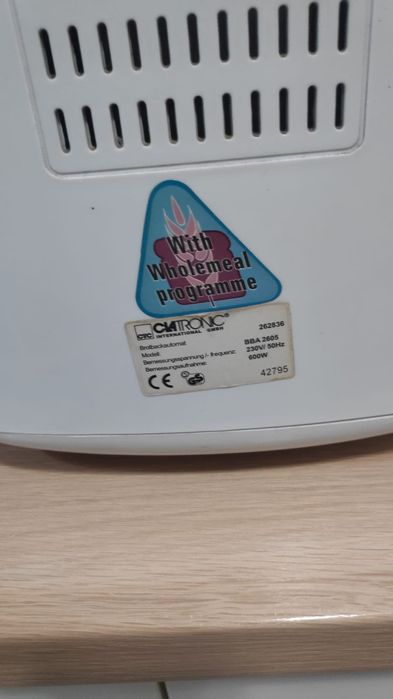 With
Wholemeal
programme
CTC CLATRONIC®
INTERNATIONAL GMBH
262836
Brotbackautomat
Modell: BBA 2605
Bemessungsspannung/- frequenz: 230V/ 50Hz
Bemessungsaufnahme: 600W
CE
42795